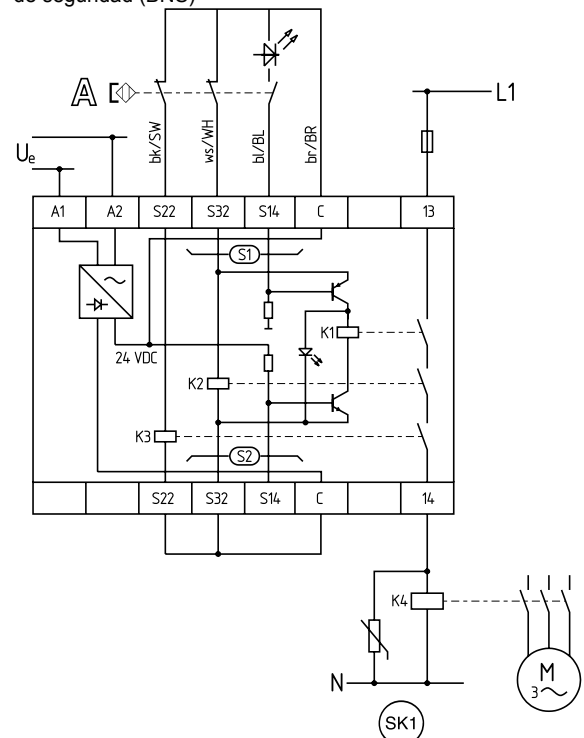 de seguridad (BNS)
A
L1
bk/SW
ws/WH
bl/BL
br/BR
Ue
A1 A2 S22 S32 S14 C 13
S1
K1
24 VDC
K2
K3
S2
S22 S32 S14 C 14
K4
M
3
N
SK1